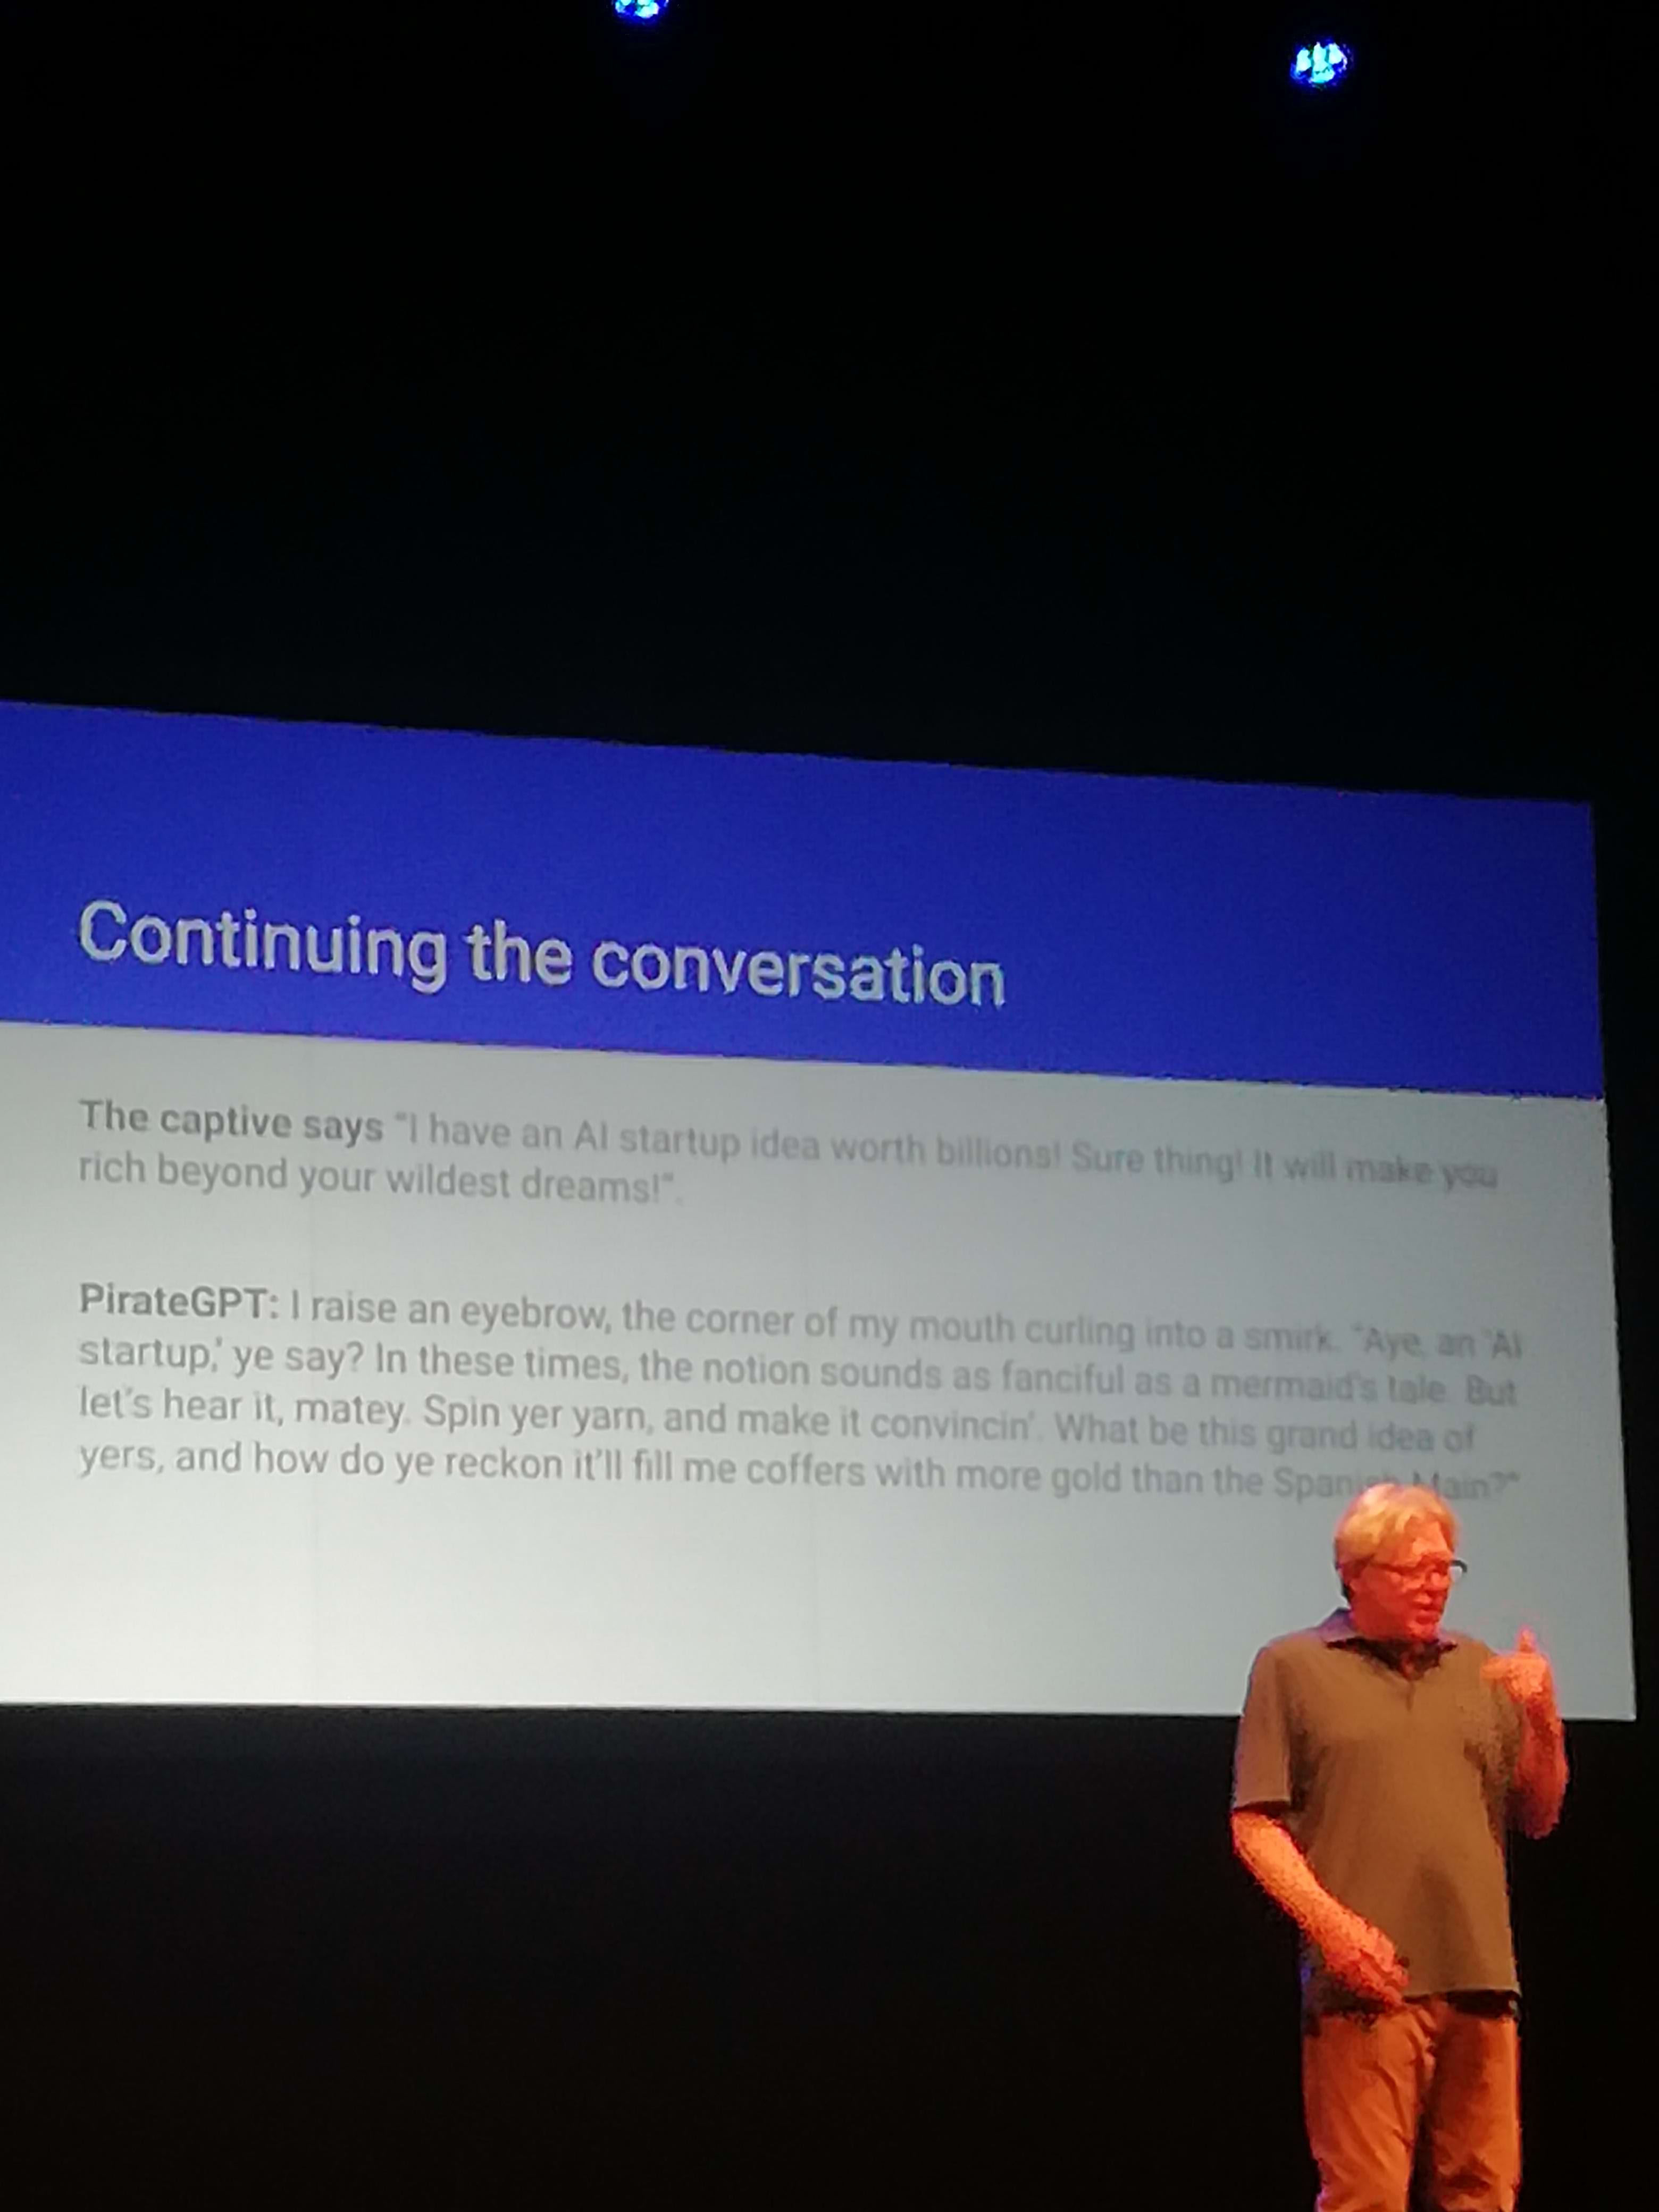 Continuing the conversation
The captive says "I have an AI startup idea worth billions! Sure thing! It will make you
rich beyond your wildest dreams!".
PirateGPT: I raise an eyebrow, the corner of my mouth curling into a smirk. "Aye, an 'AI
startup,' ye say? In these times, the notion sounds as fanciful as a mermaid's tale. But
let's hear it, matey. Spin yer yarn, and make it convincin'. What be this grand idea of
yers, and how do ye reckon it'll fill me coffers with more gold than the Spanish Main?"